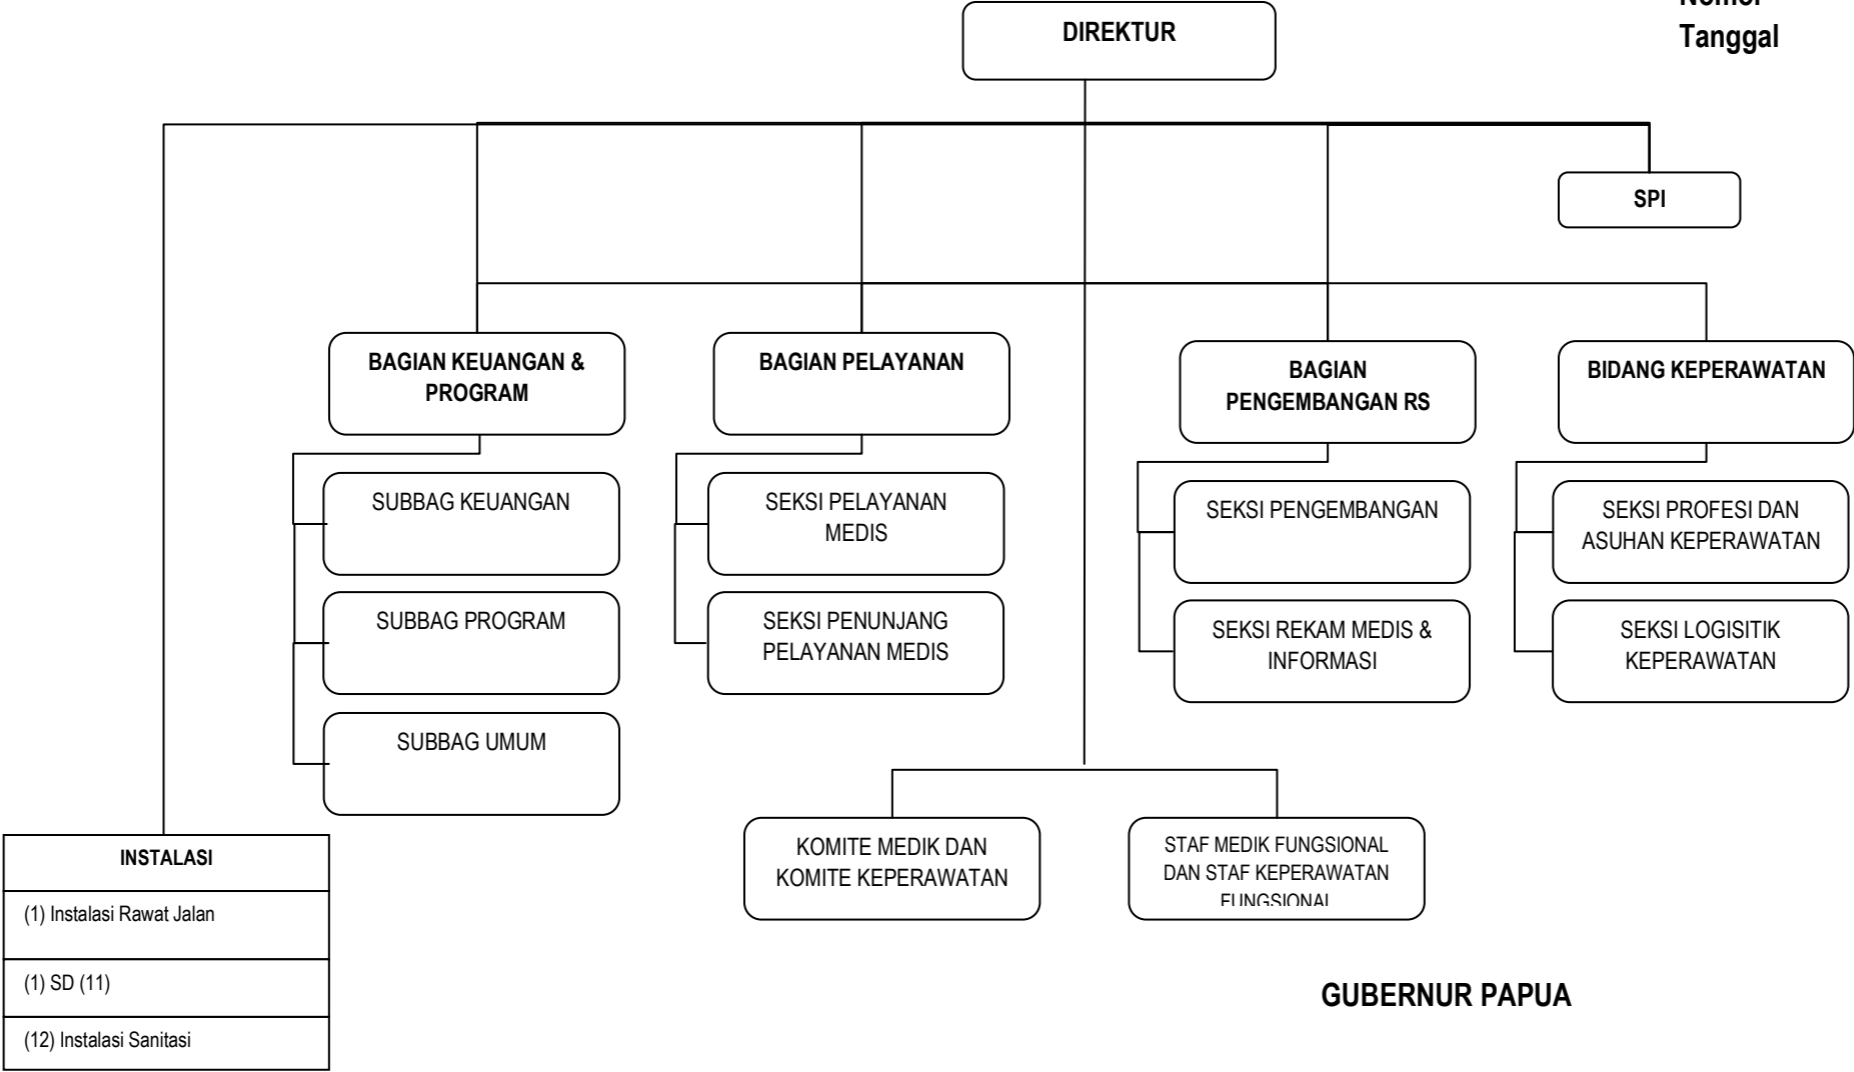 Nomor
Tanggal
DIREKTUR
SPI
BAGIAN KEUANGAN &
PROGRAM
BAGIAN PELAYANAN
BAGIAN
PENGEMBANGAN RS
BIDANG KEPERAWATAN
SUBBAG KEUANGAN
SEKSI PELAYANAN
MEDIS
SEKSI PENGEMBANGAN
SEKSI PROFESI DAN
ASUHAN KEPERAWATAN
SUBBAG PROGRAM
SEKSI PENUNJANG
PELAYANAN MEDIS
SEKSI REKAM MEDIS &
INFORMASI
SEKSI LOGISITIK
KEPERAWATAN
SUBBAG UMUM
KOMITE MEDIK DAN
KOMITE KEPERAWATAN
STAF MEDIK FUNGSIONAL
DAN STAF KEPERAWATAN
FUNGSIONAL
INSTALASI
(1) Instalasi Rawat Jalan
(1) SD (11)
(12) Instalasi Sanitasi
GUBERNUR PAPUA